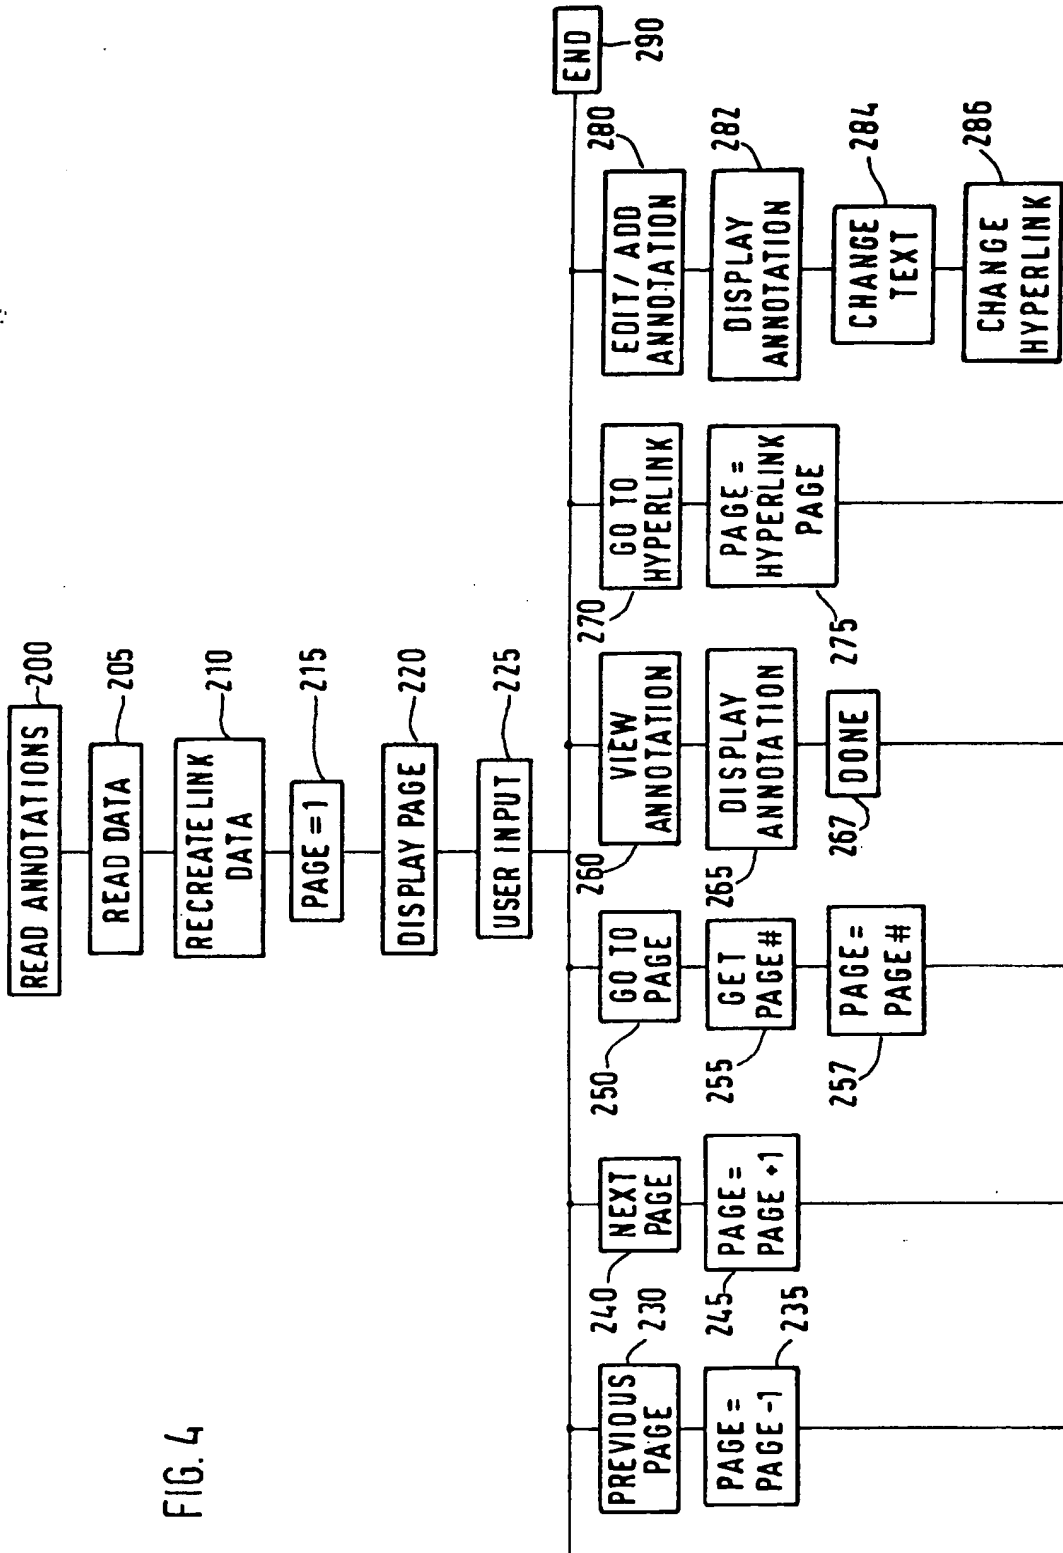 FIG. 4
READ ANNOTATIONS
200
READ DATA
205
RECREATE LINK
DATA
210
PAGE = 1
215
DISPLAY PAGE
220
USER INPUT
225
PREVIOUS
PAGE
230
PAGE =
PAGE -1
235
NEXT
PAGE
240
PAGE =
PAGE +1
245
GO TO
PAGE
250
GET
PAGE#
255
PAGE =
PAGE#
257
VIEW
ANNOTATION
260
DISPLAY
ANNOTATION
265
DONE
267
GO TO
HYPERLINK
270
PAGE =
HYPERLINK
PAGE
275
EDIT/ ADD
ANNOTATION
280
DISPLAY
ANNOTATION
282
CHANGE
TEXT
284
CHANGE
HYPERLINK
286
END
290